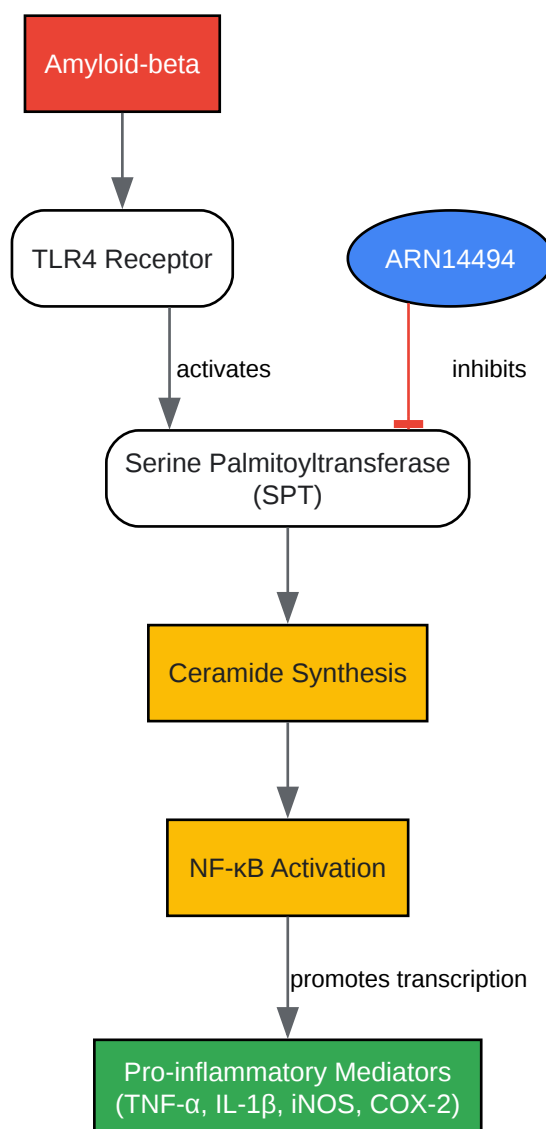 Amyloid-beta
TLR4 Receptor
ARN14494
activates
inhibits
Serine Palmitoyltransferase
(SPT)
Ceramide Synthesis
NF-κB Activation
promotes transcription
Pro-inflammatory Mediators
(TNF-α, IL-1β, iNOS, COX-2)